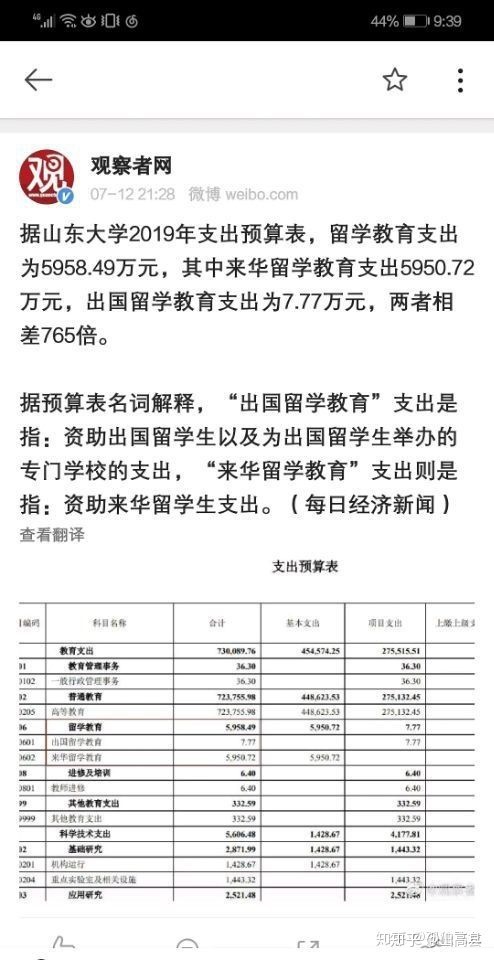 4G
44%
9:39
观
观察者网
07-12 21:28 微博 weibo.com
据山东大学2019年支出预算表，留学教育支出
为5958.49万元，其中来华留学教育支出5950.72
万元，出国留学教育支出为7.77万元，两者相
差765倍。
据预算表名词解释，“出国留学教育”支出是
指：资助出国留学生以及为出国留学生举办的
专门学校的支出，“来华留学教育”支出则是
指：资助来华留学生支出。（每日经济新闻）
查看翻译
支出预算表
编码 科目名称 合计 基本支出 项目支出 上缴上级支
教育支出 730,089.76 454,574.25 275,515.51
01 教育管理事务 36.30 36.30
0102 一般行政管理事务 36.30 36.30
02 普通教育 723,755.98 448,623.53 275,132.45
0205 高等教育 723,755.98 448,623.53 275,132.45
06 留学教育 5,958.49 5,950.72 7.77
0601 出国留学教育 7.77 7.77
0602 来华留学教育 5,950.72 5,950.72
08 进修及培训 6.40 6.40
0801 教师进修 6.40 6.40
99 其他教育支出 332.59 332.59
9999 其他教育支出 332.59 332.59
科学技术支出 5,606.48 1,428.67 4,177.81
02 基础研究 2,871.99 1,428.67 1,443.32
0201 机构运行 1,428.67 1,428.67
0204 重点实验室及相关设施 1,443.32 1,443.32
03 应用研究 2,521.48 2,521.48
知乎